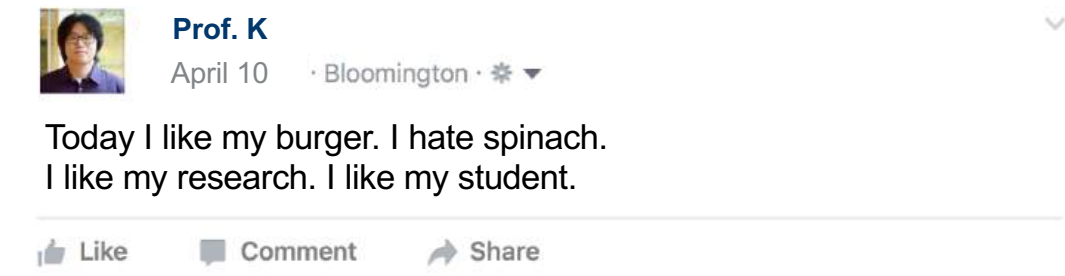 Prof. K
April 10 · Bloomington ·
Today I like my burger. I hate spinach.
I like my research. I like my student.
Like Comment Share